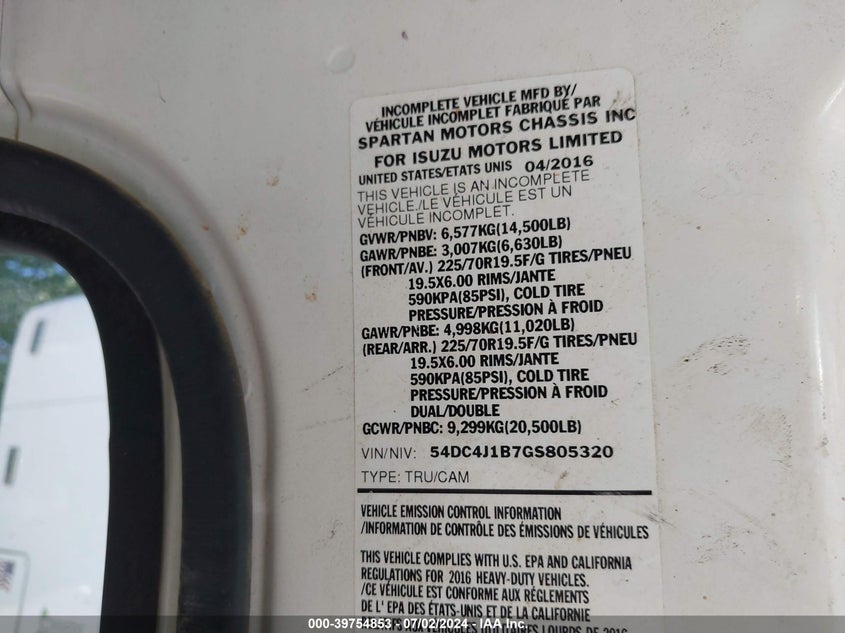 INCOMPLETE VEHICLE MFD BY/
VÉHICULE INCOMPLET FABRIQUÉ PAR
SPARTAN MOTORS CHASSIS INC
FOR ISUZU MOTORS LIMITED
UNITED STATES/ETATS UNIS 04/2016
THIS VEHICLE IS AN INCOMPLETE
VEHICLE./LE VÉHICULE EST UN
VÉHICULE INCOMPLET.
GVWR/PNBV: 6,577KG(14,500LB)
GAWR/PNBE: 3,007KG(6,630LB)
(FRONT/AV.) 225/70R19.5F/G TIRES/PNEU
19.5X6.00 RIMS/JANTE
590KPA(85PSI), COLD TIRE
PRESSURE/PRESSION À FROID
GAWR/PNBE: 4,998KG(11,020LB)
(REAR/ARR.) 225/70R19.5F/G TIRES/PNEU
19.5X6.00 RIMS/JANTE
590KPA(85PSI), COLD TIRE
PRESSURE/PRESSION À FROID
DUAL/DOUBLE
GCWR/PNBC: 9,299KG(20,500LB)
VIN/NIV: 54DC4J1B7GS805320
TYPE: TRU/CAM
VEHICLE EMISSION CONTROL INFORMATION
/INFORMATION DE CONTRÔLE DES ÉMISSIONS DE VÉHICULES
THIS VEHICLE COMPLIES WITH U.S. EPA AND CALIFORNIA
REGULATIONS FOR 2016 HEAVY-DUTY VEHICLES.
/CE VÉHICULE EST CONFORME AUX RÉGLEMENTS
DE L' EPA DES ÉTATS-UNIS ET DE LA CALIFORNIE
AUX VÉHICULES UTILITAIRES LOURDS DE 2016
000-39754853 - 07/02/2024 - IAA Inc.